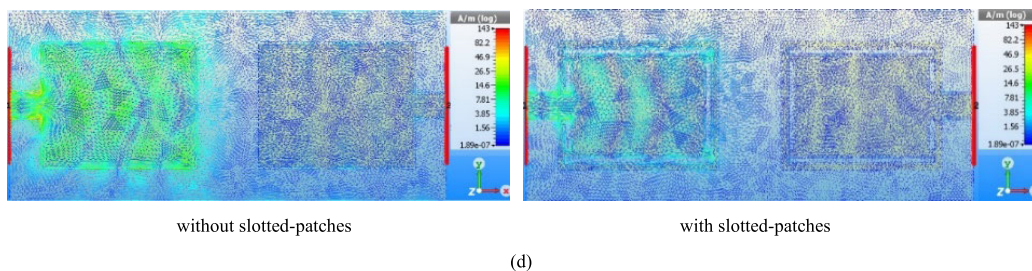 A/m (log)
143
82.2
46.9
26.5
14.6
7.81
3.85
1.56
1.89e-07
y
z
x
without slotted-patches
A/m (log)
143
82.2
46.9
26.5
14.6
7.81
3.85
1.56
1.89e-07
y
z
x
with slotted-patches
(d)